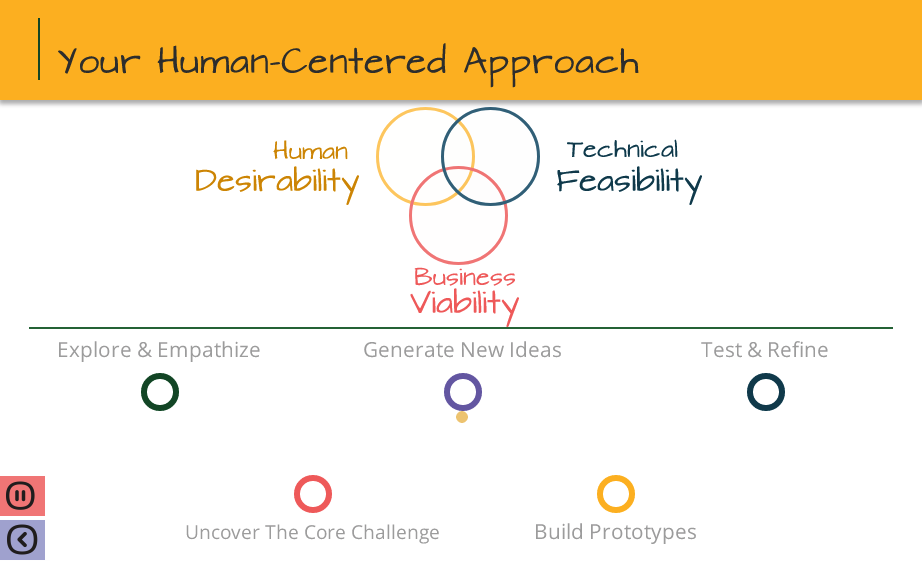 Your Human-Centered Approach
Human
Desirability
Technical
Feasibility
Business
Viability
Explore & Empathize
Generate New Ideas
Test & Refine
Uncover The Core Challenge
Build Prototypes